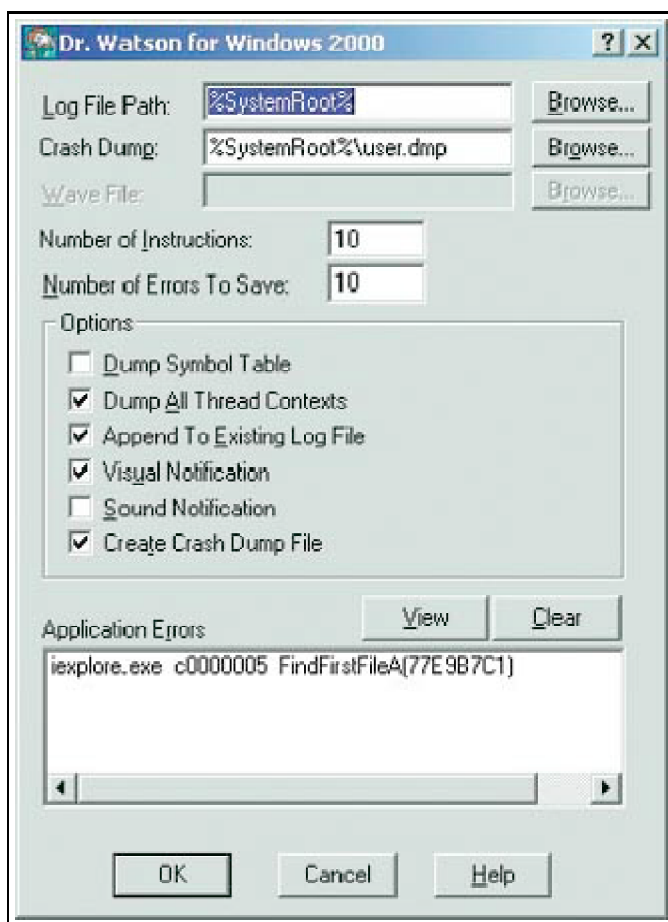 Dr. Watson for Windows 2000
Log File Path: %SystemRoot% Browse...
Crash Dump: %SystemRoot%\user.dmp Browse...
Wave File: Browse...
Number of Instructions: 10
Number of Errors To Save: 10
Options
Dump Symbol Table
Dump All Thread Contexts
Append To Existing Log File
Visual Notification
Sound Notification
Create Crash Dump File
Application Errors View Clear
iexplore.exe c0000005 FindFirstFileA(77E9B7C1)
OK Cancel Help